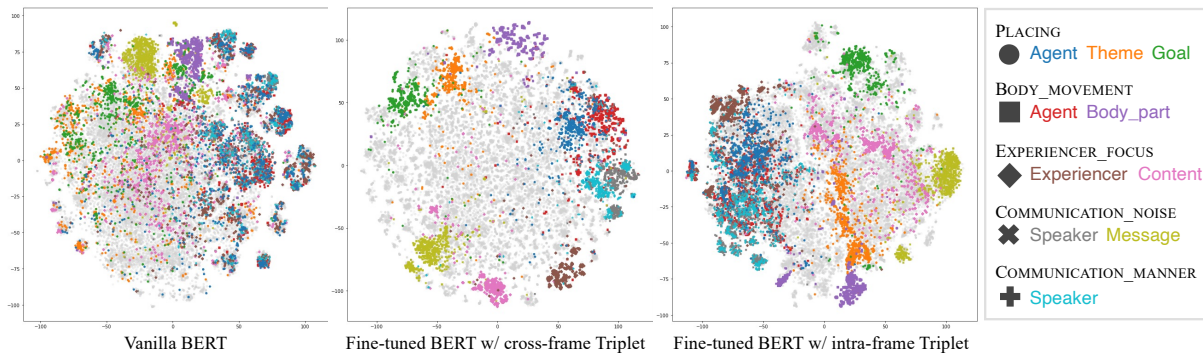 100
75
50
25
0
−25
−50
−75
−100
−100 −50 0 50 100
Vanilla BERT
100
50
0
−50
−100
−100 −50 0 50 100
Fine-tuned BERT w/ cross-frame Triplet
100
75
50
25
0
−25
−50
−75
−100
−100 −50 0 50 100
Fine-tuned BERT w/ intra-frame Triplet
PLACING
Agent Theme Goal
BODY_MOVEMENT
Agent Body_part
EXPERIENCER_FOCUS
Experiencer Content
COMMUNICATION_NOISE
Speaker Message
COMMUNICATION_MANNER
Speaker